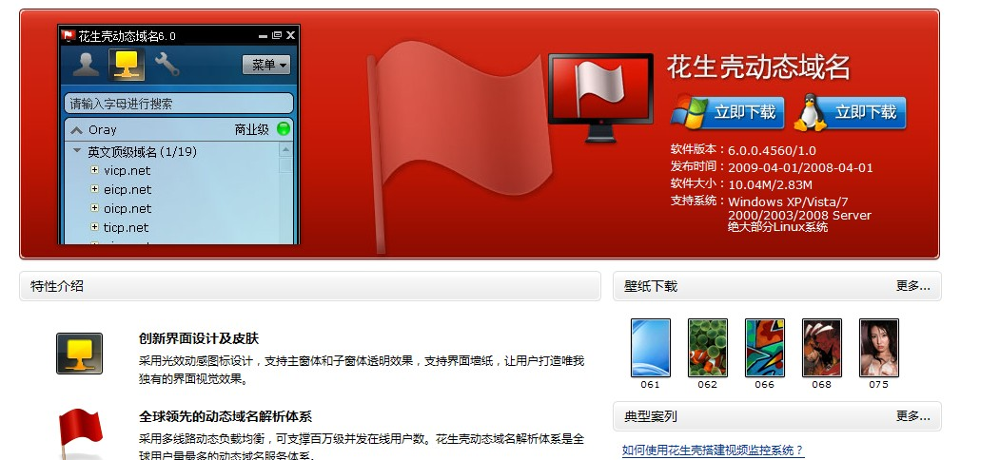 花生壳动态域名6.0
菜单
请输入字母进行搜索
Oray 商业级
英文顶级域名 (1/19)
vicp.net
eicp.net
oicp.net
ticp.net
花生壳动态域名
立即下载 立即下载
软件版本：6.0.0.4560/1.0
发布时间：2009-04-01/2008-04-01
软件大小：10.04M/2.83M
支持系统：Windows XP/Vista/7
2000/2003/2008 Server
绝大部分Linux系统
特性介绍
创新界面设计及皮肤
采用光效动感图标设计，支持主窗体和子窗体透明效果，支持界面墙纸，让用户打造唯我
独有的界面视觉效果。
全球领先的动态域名解析体系
采用多线路动态负载均衡，可支撑百万级并发在线用户数。花生壳动态域名解析体系是全
球用户量最多的动态域名服务体系。
壁纸下载 更多...
061 062 066 068 075
典型案列 更多...
如何使用花生壳搭建视频监控系统？